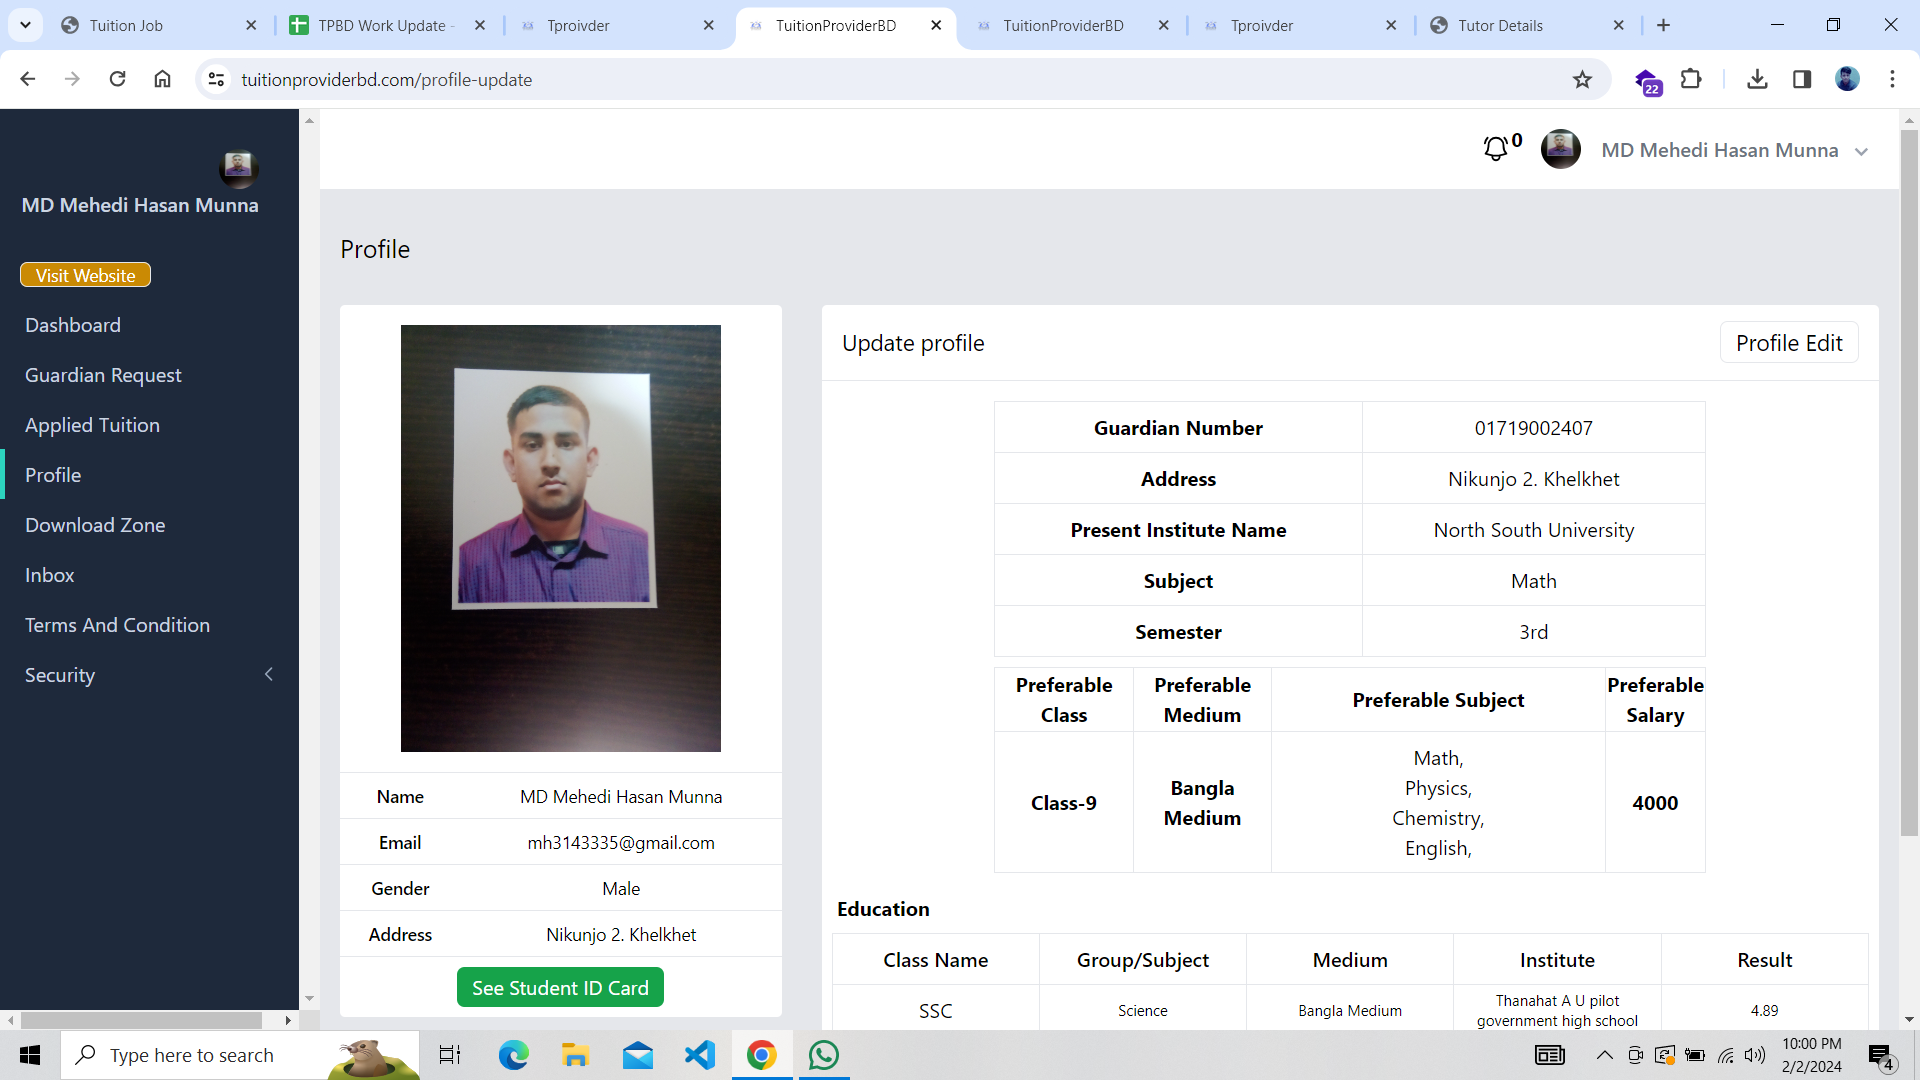 Tuition Job
TPBD Work Update -
Tproivder
TuitionProviderBD
TuitionProviderBD
Tproivder
Tutor Details
tuitionproviderbd.com/profile-update
22
MD Mehedi Hasan Munna
Visit Website
Dashboard
Guardian Request
Applied Tuition
Profile
Download Zone
Inbox
Terms And Condition
Security
0
MD Mehedi Hasan Munna
Profile
Name MD Mehedi Hasan Munna
Email mh3143335@gmail.com
Gender Male
Address Nikunjo 2. Khelkhet
See Student ID Card
Update profile
Profile Edit
Guardian Number 01719002407
Address Nikunjo 2. Khelkhet
Present Institute Name North South University
Subject Math
Semester 3rd
Preferable Class
Preferable Medium
Preferable Subject
Preferable Salary
Class-9
Bangla Medium
Math,
Physics,
Chemistry,
English,
4000
Education
Class Name Group/Subject Medium Institute Result
SSC Science Bangla Medium Thanahat A U pilot government high school 4.89
Type here to search
10:00 PM
2/2/2024
4